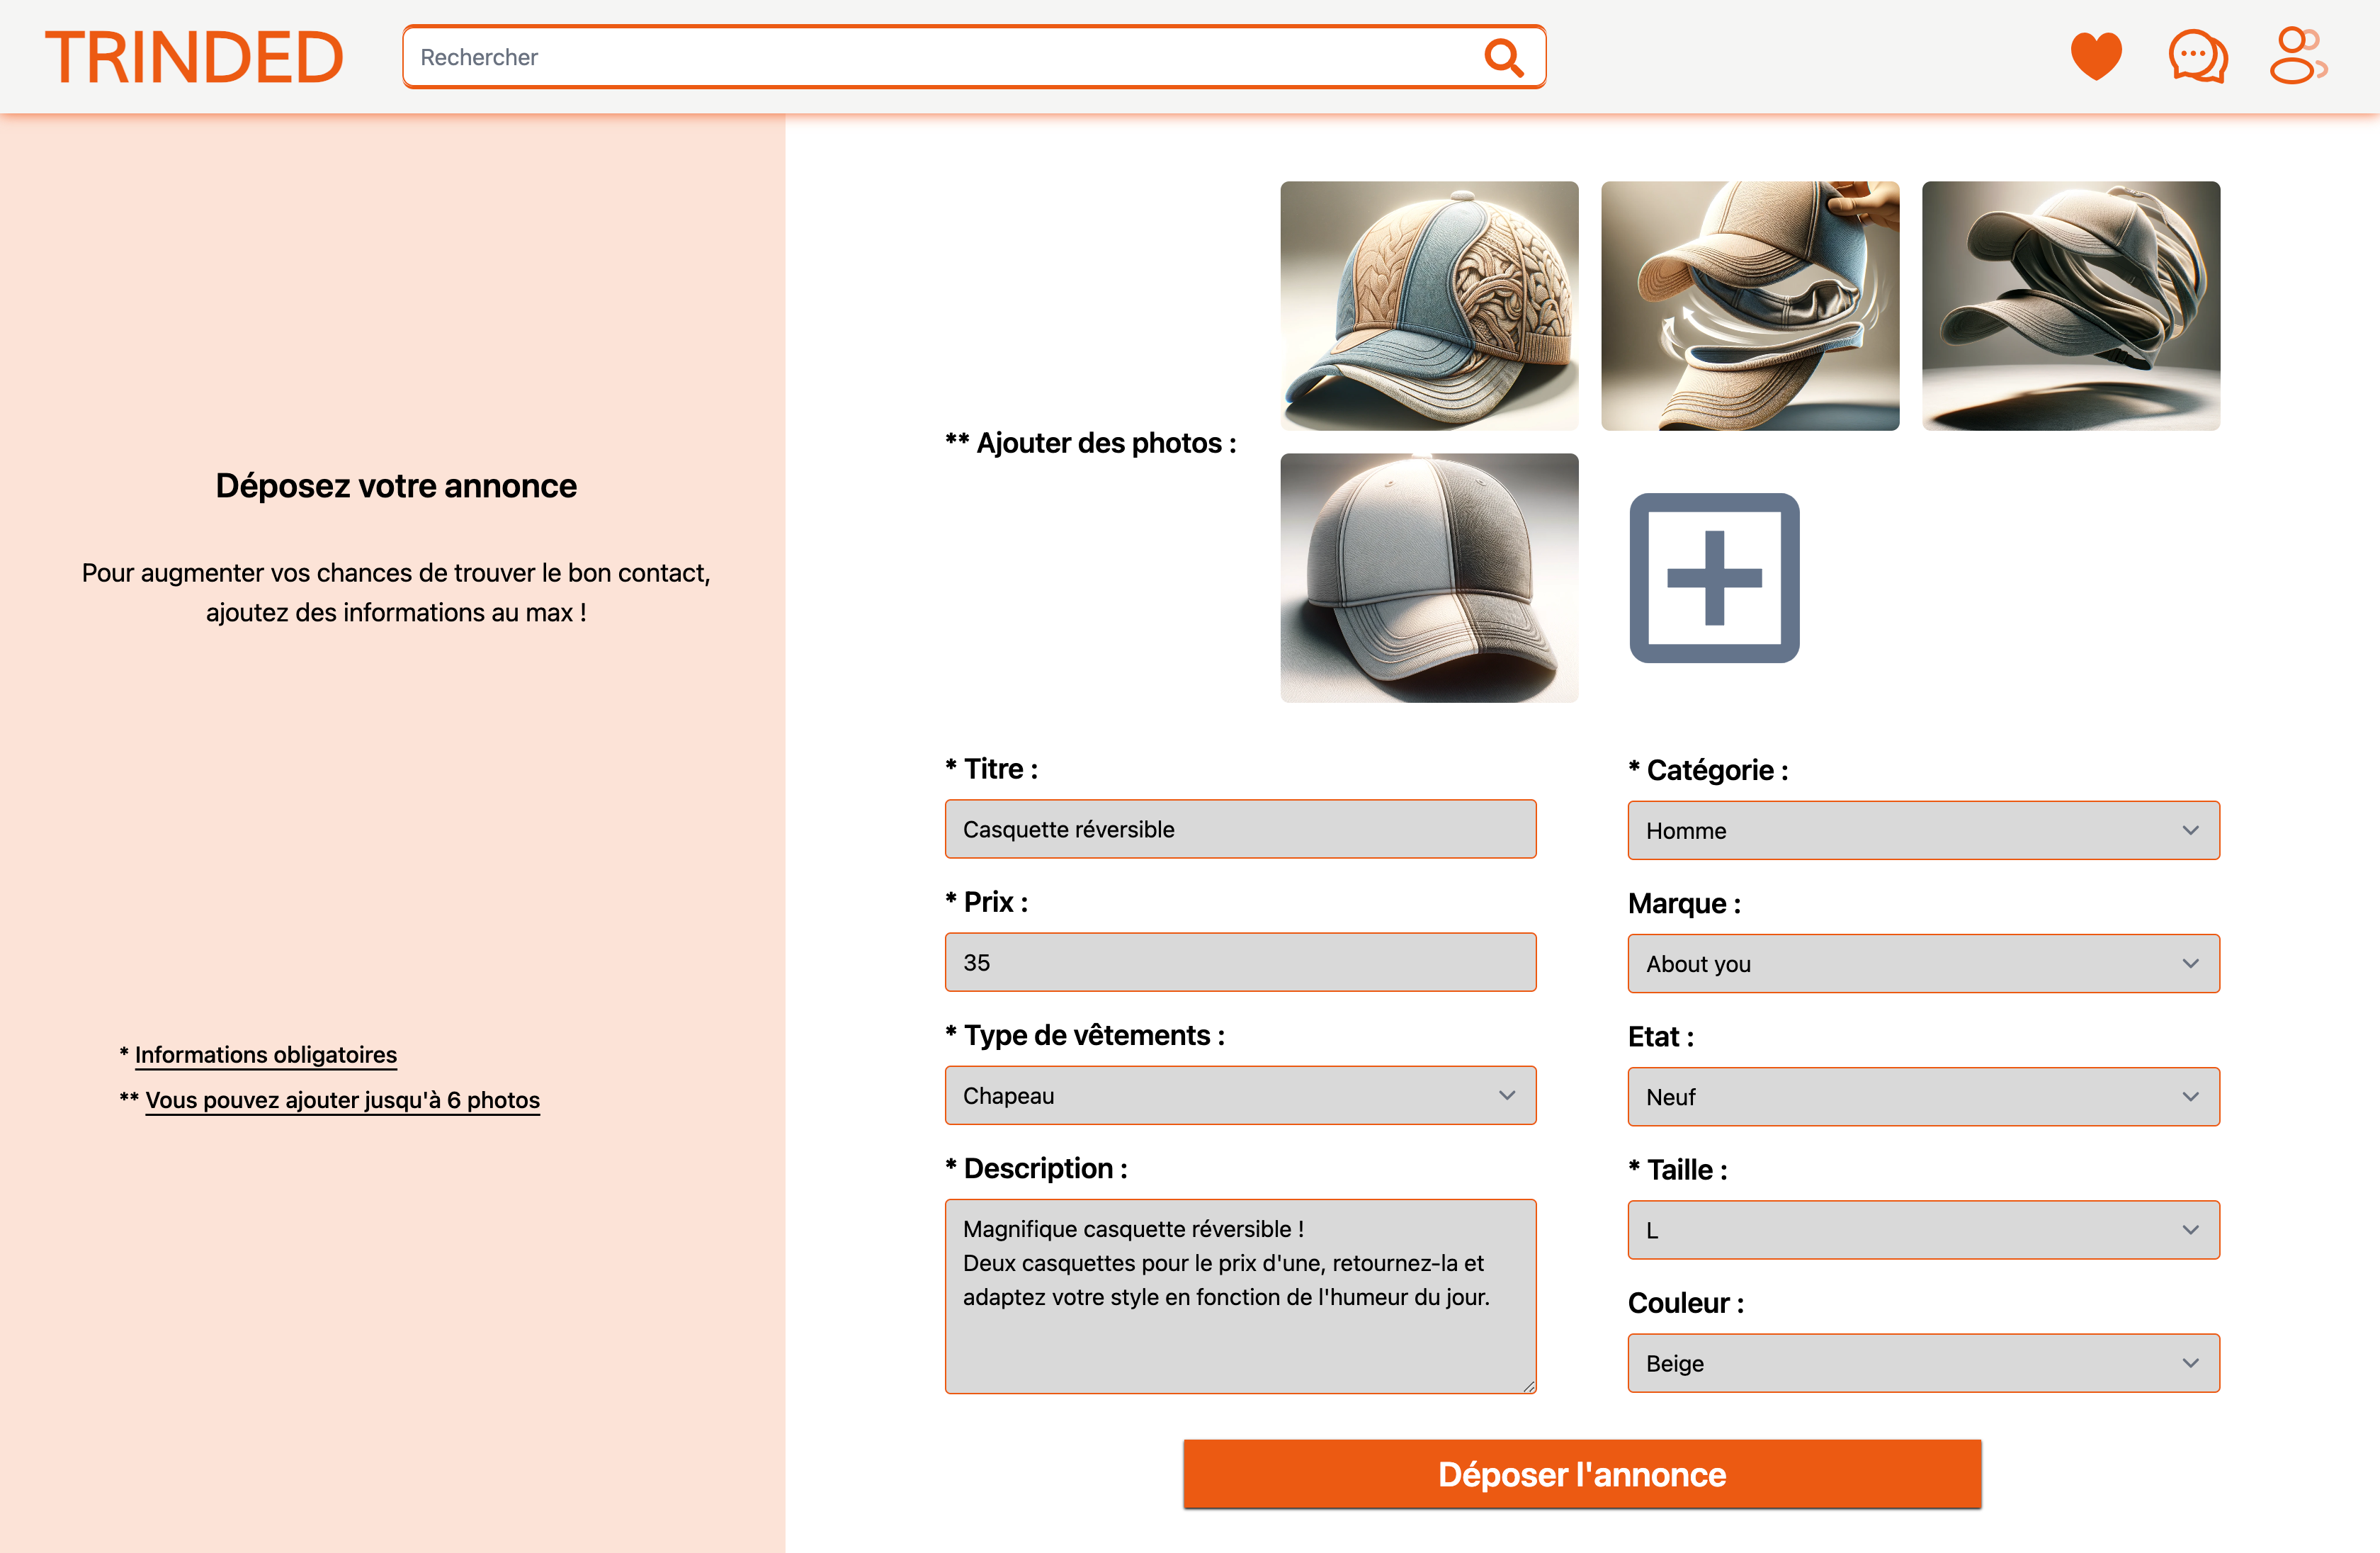 TRINDED
Rechercher
Déposez votre annonce
Pour augmenter vos chances de trouver le bon contact,
ajoutez des informations au max !
* Informations obligatoires
** Vous pouvez ajouter jusqu'à 6 photos
** Ajouter des photos :
* Titre :
Casquette réversible
* Prix :
35
* Type de vêtements :
Chapeau
* Description :
Magnifique casquette réversible !
Deux casquettes pour le prix d'une, retournez-la et
adaptez votre style en fonction de l'humeur du jour.
* Catégorie :
Homme
Marque :
About you
Etat :
Neuf
* Taille :
L
Couleur :
Beige
Déposer l'annonce